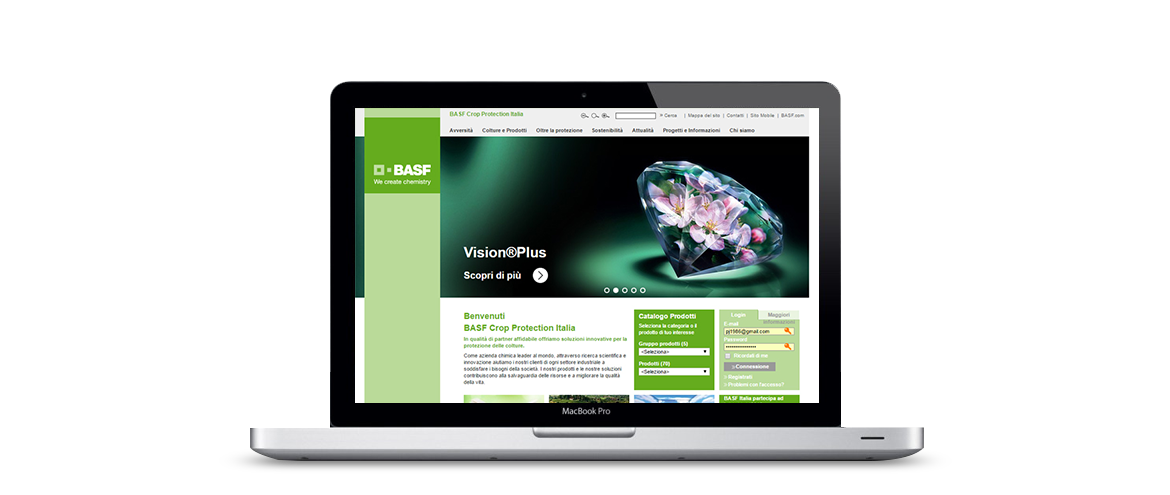 BASF Crop Protection Italia
> Cerca | Mappa del sito | Contatti | Sito Mobile | BASF.com
Avversità Colture e Prodotti Oltre la protezione Sostenibilità Attualità Progetti e Informazioni Chi siamo
BASF
We create chemistry
Vision®Plus
Scopri di più
Benvenuti
BASF Crop Protection Italia
In qualità di partner affidabile offriamo soluzioni innovative per la
protezione delle colture.
Come azienda chimica leader al mondo, attraverso ricerca scientifica e
innovazione aiutiamo i nostri clienti di ogni settore industriale a
soddisfare i bisogni della società. I nostri prodotti e le nostre soluzioni
contribuiscono alla salvaguardia delle risorse e a migliorare la qualità
della vita.
Catalogo Prodotti
Seleziona la categoria o il
prodotto di tuo interesse
Gruppo prodotti (5)
<Seleziona>
Prodotti (70)
<Seleziona>
Login Maggiori
informazioni
E-mail
pjt986@gmail.com
Password
Ricordati di me
> Connessione
> Registrati
> Problemi con l'accesso?
BASF Italia partecipa ad
MacBook Pro